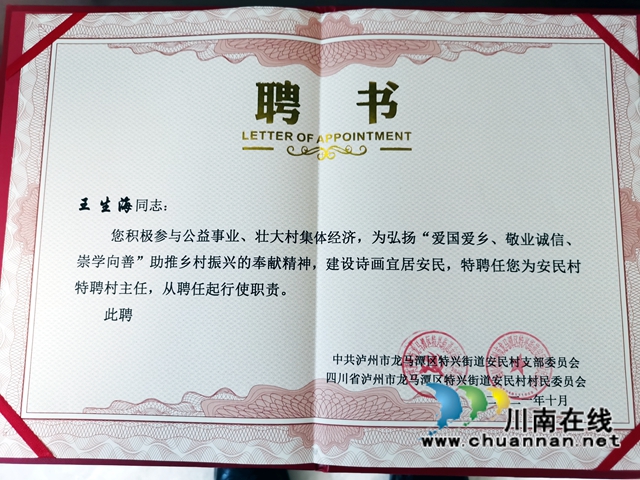 聘 书
LETTER OF APPOINTMENT
王生海同志：
您积极参与公益事业、壮大村集体经济，为弘扬“爱国爱乡、敬业诚信、
崇学向善”助推乡村振兴的奉献精神，建设诗画宜居安民，特聘任您为安民村
特聘村主任，从聘任起行使职责。
此聘
中共泸州市龙马潭区特兴街道安民村支部委员会
四川省泸州市龙马潭区特兴街道安民村村民委员会
年十月
川南在线
www.chuannan.net